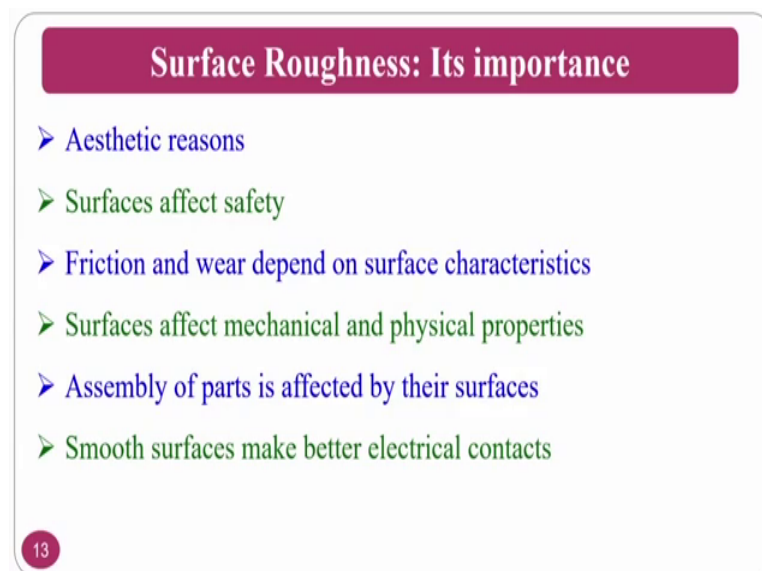 Surface Roughness: Its importance
➢ Aesthetic reasons
➢ Surfaces affect safety
➢ Friction and wear depend on surface characteristics
➢ Surfaces affect mechanical and physical properties
➢ Assembly of parts is affected by their surfaces
➢ Smooth surfaces make better electrical contacts
13